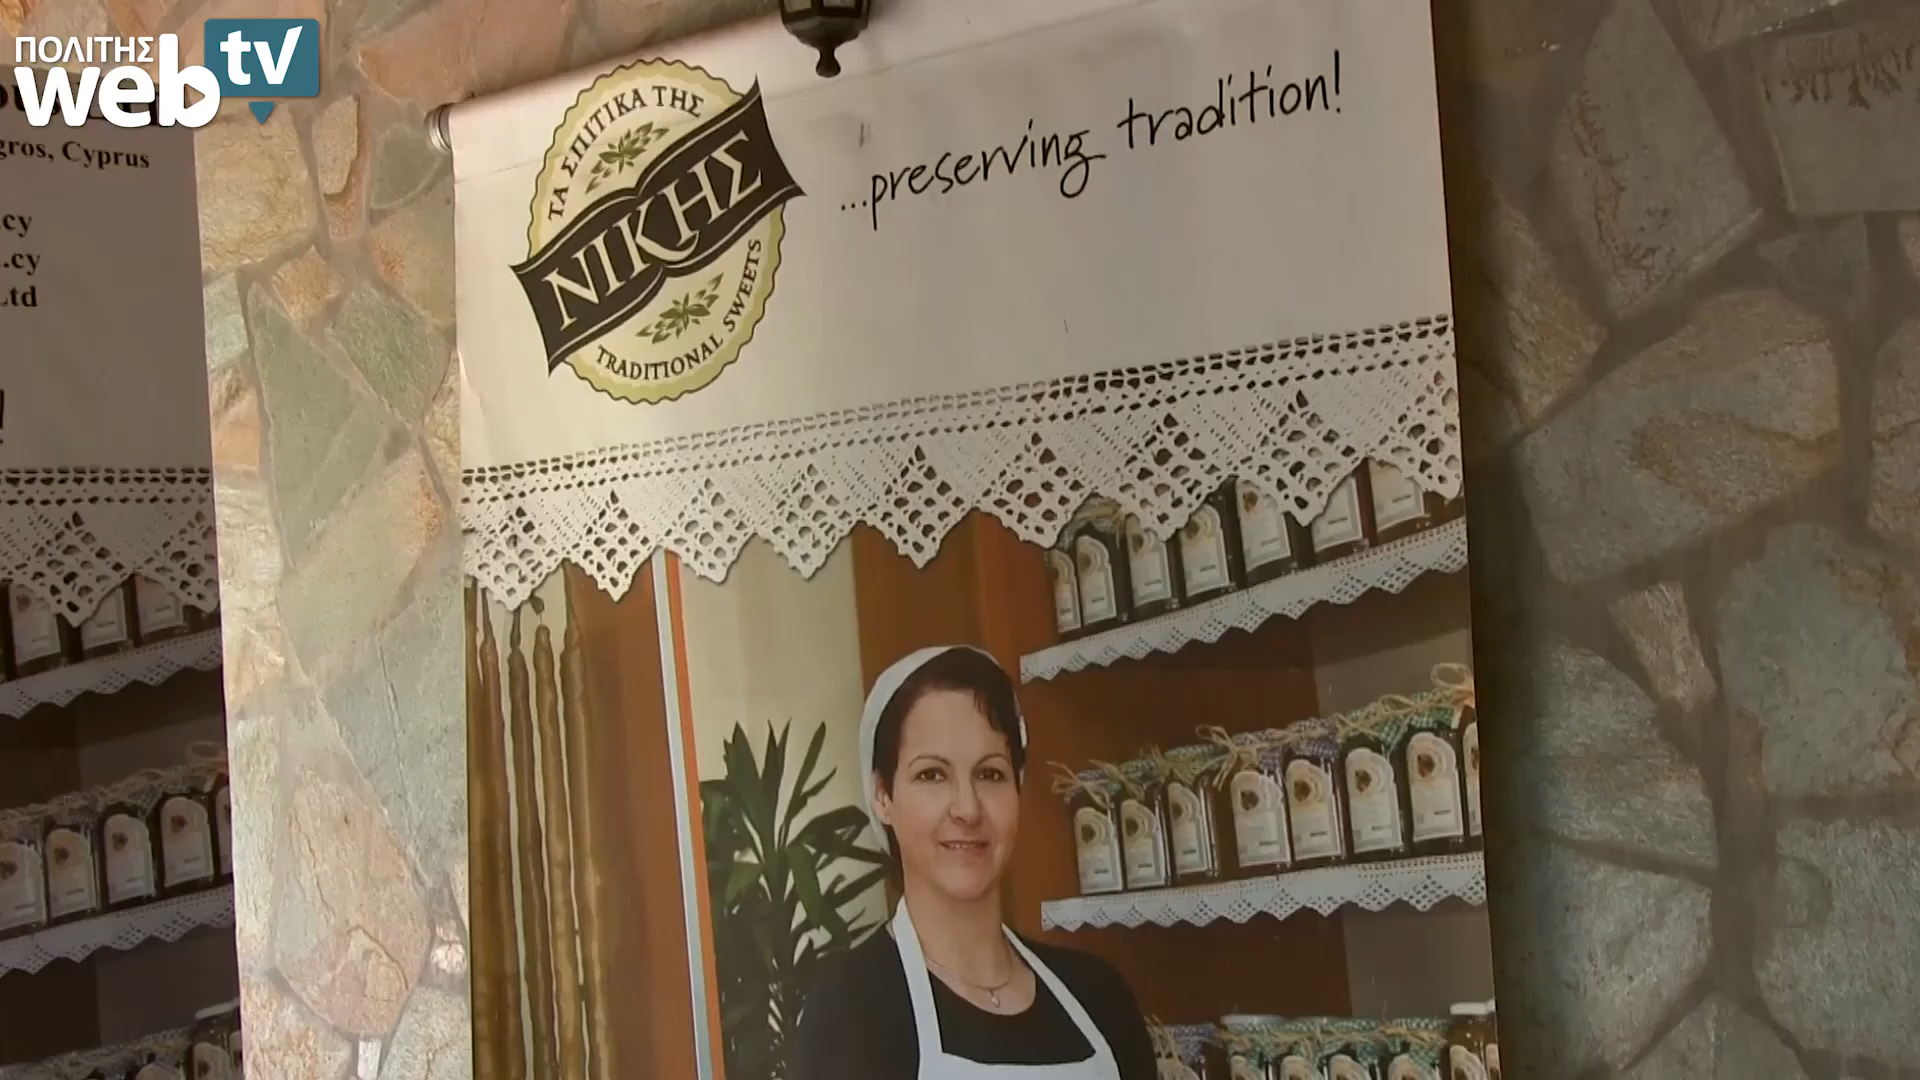 ΠΟΛΙΤΗΣ
web tv
gros, Cyprus
.cy
.cy
Ltd
ΤΑ ΣΠΙΤΙΚΑ ΤΗΣ
ΝΙΚΗΣ
TRADITIONAL SWEETS
...preserving tradition!